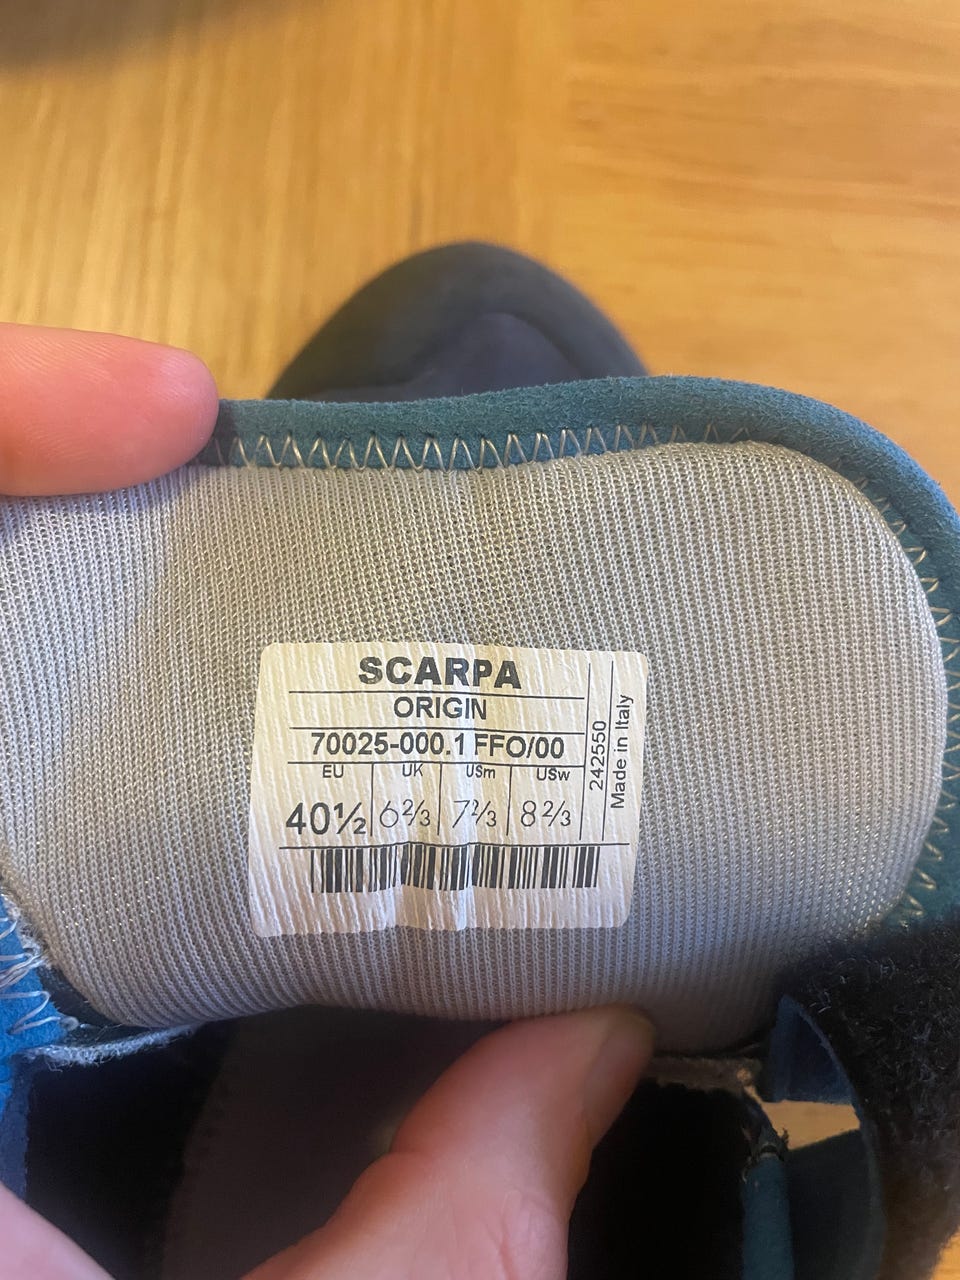 SCARPA
ORIGIN
70025-000.1 FFO/00
EU UK USm USw
40½ 6⅔ 7⅔ 8⅔
242550
Made in Italy